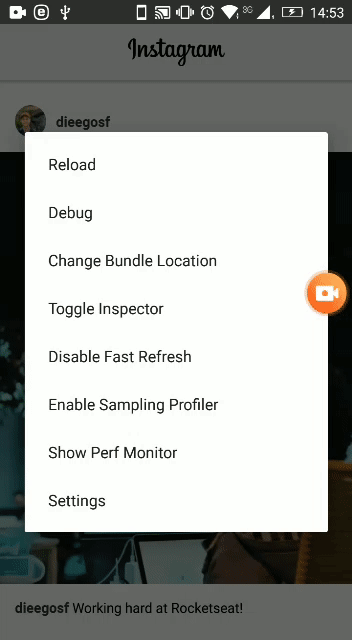 3G 14:53
Instagram
dieegosf
Reload
Debug
Change Bundle Location
Toggle Inspector
Disable Fast Refresh
Enable Sampling Profiler
Show Perf Monitor
Settings
dieegosf Working hard at Rocketseat!